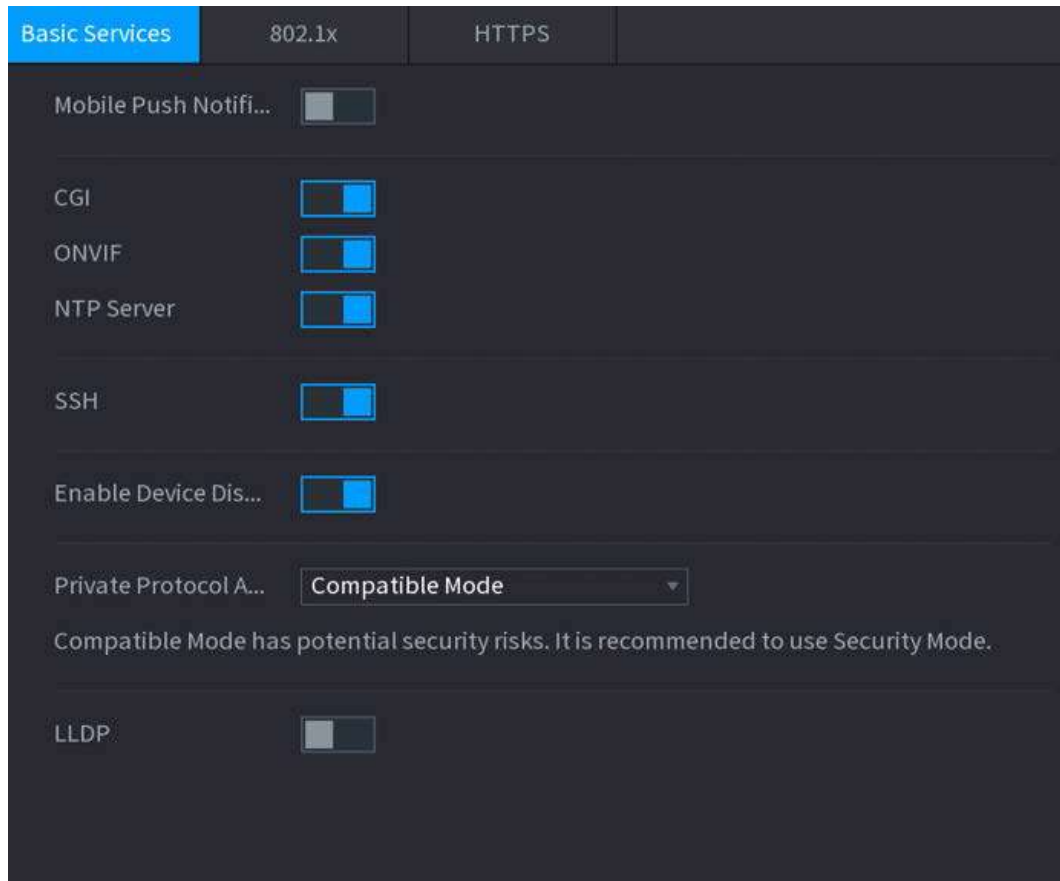 Basic Services 802.1x HTTPS
Mobile Push Notifi...
CGI
ONVIF
NTP Server
SSH
Enable Device Dis...
Private Protocol A... Compatible Mode
Compatible Mode has potential security risks. It is recommended to use Security Mode.
LLDP